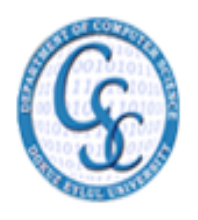 DEPARTMENT OF COMPUTER SCIENCE
CSC
DOKUZ EYLUL UNIVERSITY